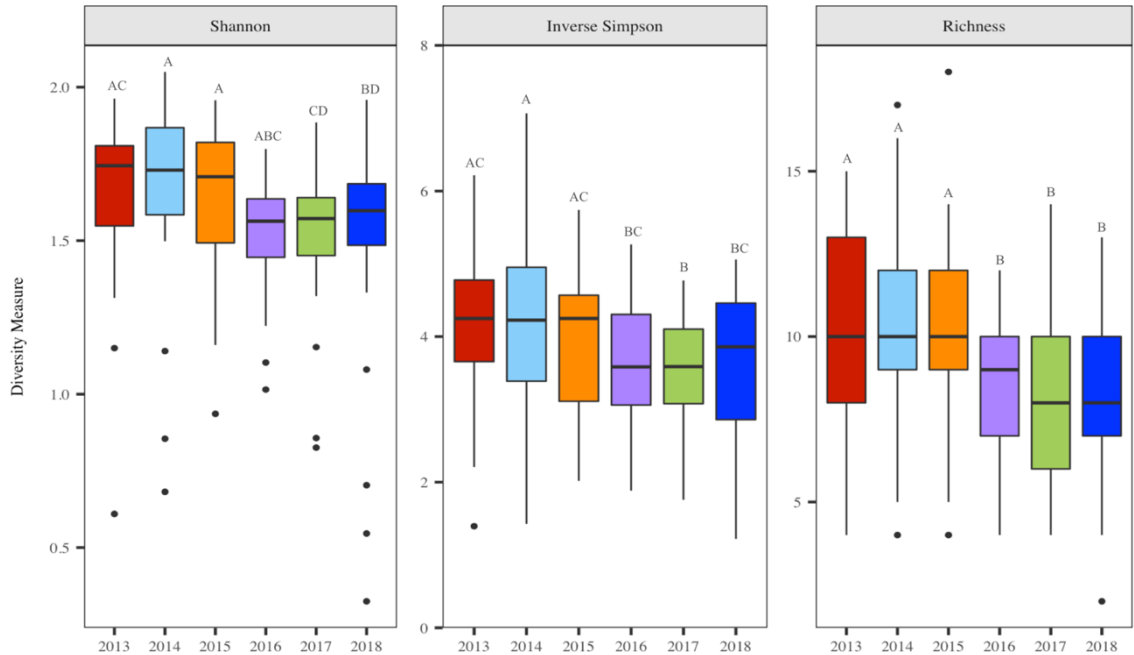 Shannon
Inverse Simpson
Richness
Diversity Measure
2.0
1.5
1.0
0.5
AC
A
A
ABC
CD
BD
2013 2014 2015 2016 2017 2018
8
6
4
2
0
AC
A
AC
BC
B
BC
2013 2014 2015 2016 2017 2018
15
10
5
A
A
A
B
B
B
2013 2014 2015 2016 2017 2018